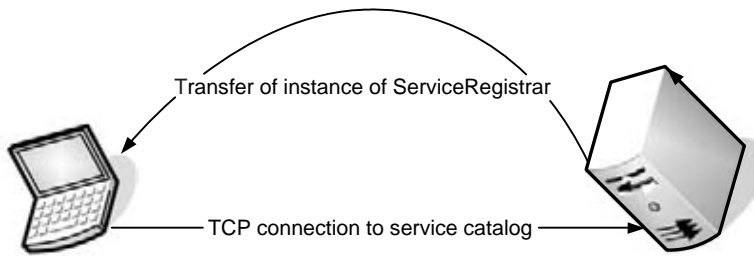 Transfer of instance of ServiceRegistrar
TCP connection to service catalog